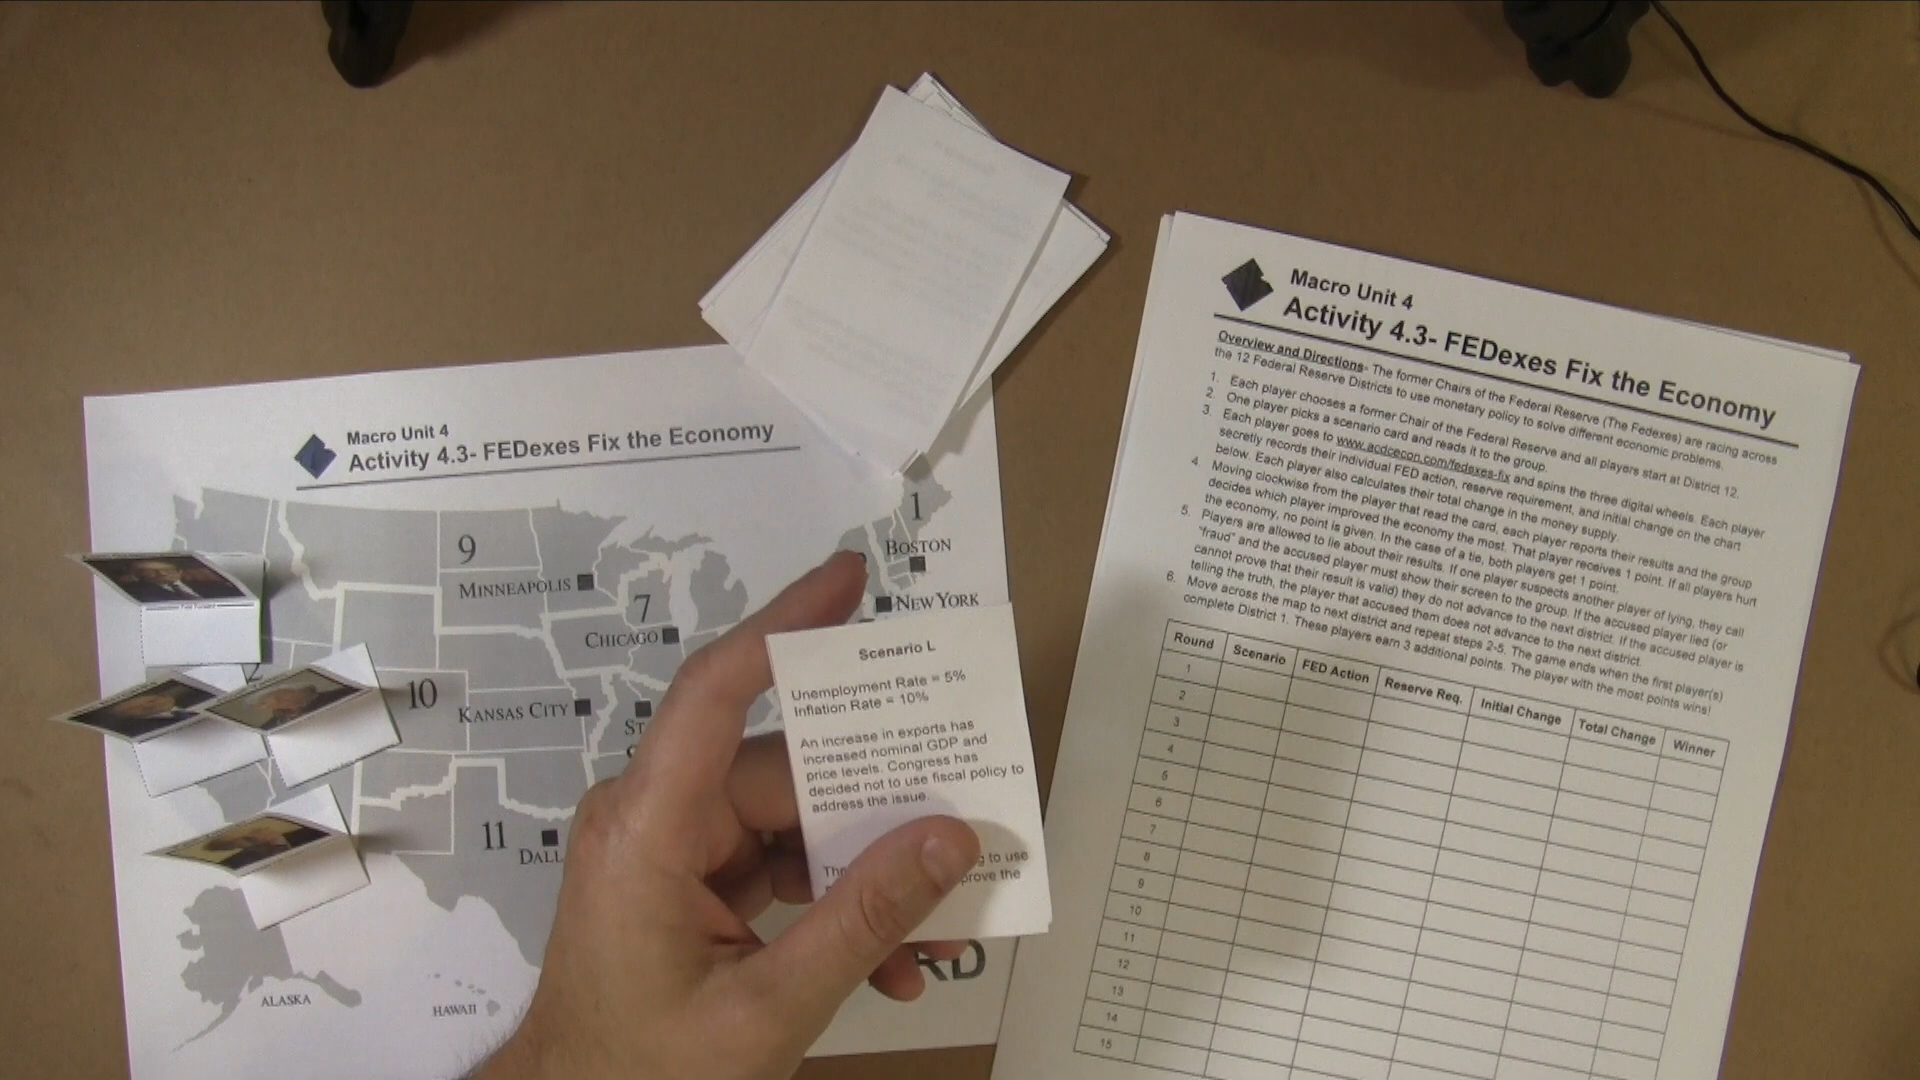 Macro Unit 4
Activity 4.3- FEDexes Fix the Economy
1
BOSTON
9
MINNEAPOLIS
NEW YORK
7
CHICAGO
2
10
KANSAS CITY
ST
11
DALL
ALASKA
HAWAII
RD
Scenario L
Unemployment Rate = 5%
Inflation Rate = 10%
An increase in exports has
increased nominal GDP and
price levels. Congress has
decided not to use fiscal policy to
address the issue.
g to use
prove the
Macro Unit 4
Activity 4.3- FEDexes Fix the Economy
Overview and Directions- The former Chairs of the Federal Reserve (The Fedexes) are racing across
the 12 Federal Reserve Districts to use monetary policy to solve different economic problems.
1. Each player chooses a former Chair of the Federal Reserve and all players start at District 12.
2. One player picks a scenario card and reads it to the group.
3. Each player goes to www.acdcecon.com/fedexes-fix and spins the three digital wheels. Each player
secretly records their individual FED action, reserve requirement, and initial change on the chart
below. Each player also calculates their total change in the money supply.
4. Moving clockwise from the player that read the card, each player reports their results and the group
decides which player improved the economy the most. That player receives 1 point. If all players hurt
the economy, no point is given. In the case of a tie, both players get 1 point.
5. Players are allowed to lie about their results. If one player suspects another player of lying, they call
"fraud" and the accused player must show their screen to the group. If the accused player lied (or
cannot prove that their result is valid) they do not advance to the next district. If the accused player is
telling the truth, the player that accused them does not advance to the next district.
6. Move across the map to next district and repeat steps 2-5. The game ends when the first player(s)
complete District 1. These players earn 3 additional points. The player with the most points wins!
Round Scenario FED Action Reserve Req. Initial Change Total Change Winner
1
2
3
4
5
6
7
8
9
10
11
12
13
14
15